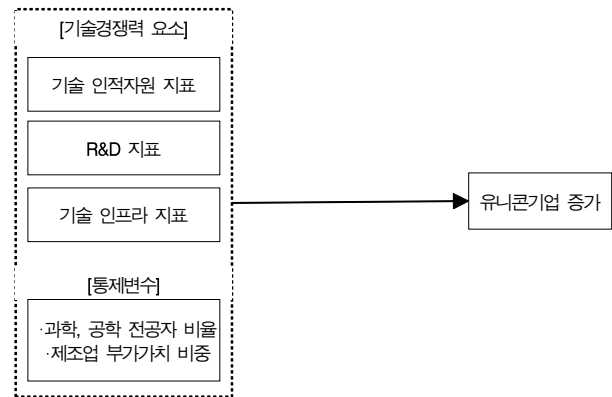 [기술경쟁력 요소]
기술 인적자원 지표
R&D 지표
기술 인프라 지표
유니콘기업 증가
[통제변수]
·과학, 공학 전공자 비율
·제조업 부가가치 비중